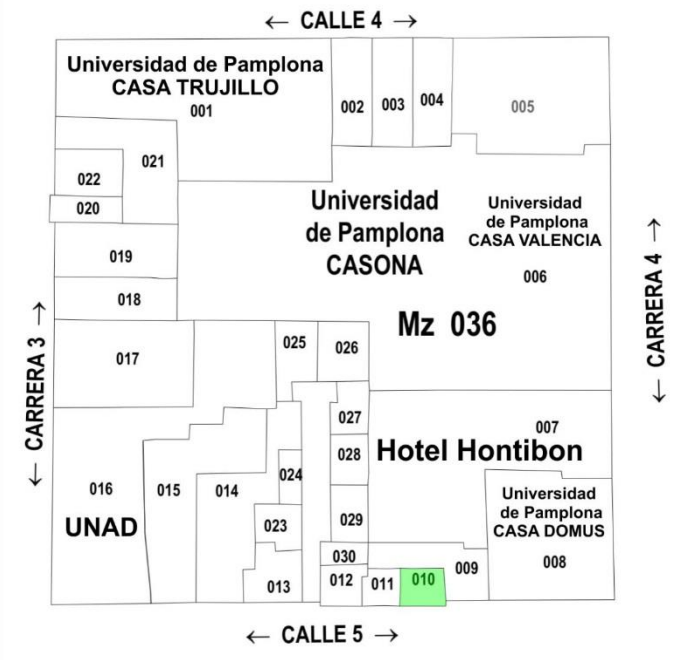 ← CALLE 4 →
Universidad de Pamplona
CASA TRUJILLO
001
002
003
004
005
021
022
020
019
018
017
Universidad
de Pamplona
CASONA
Universidad
de Pamplona
CASA VALENCIA
006
Mz 036
← CARRERA 3 →
← CARRERA 4 →
025
026
027
028
029
030
007
Hotel Hontibon
Universidad
de Pamplona
CASA DOMUS
008
016
UNAD
015
014
024
023
013
012
011
010
009
← CALLE 5 →